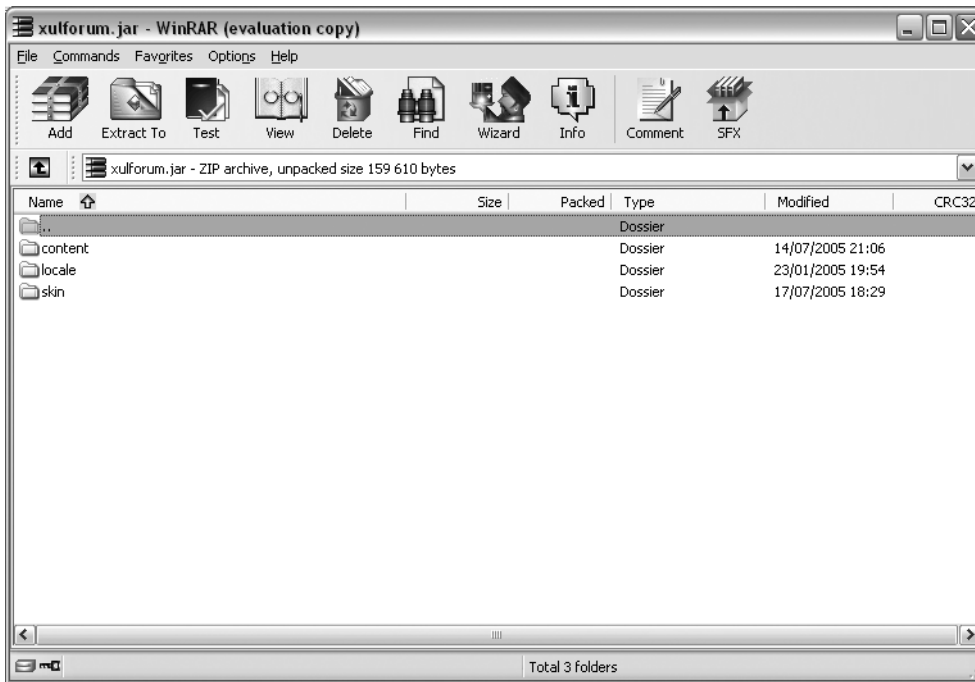 xulforum.jar - WinRAR (evaluation copy)
File Commands Favorites Options Help
Add Extract To Test View Delete Find Wizard Info Comment SFX
xulforum.jar - ZIP archive, unpacked size 159 610 bytes
Name Size Packed Type Modified CRC32
.. Dossier
content Dossier 14/07/2005 21:06
locale Dossier 23/01/2005 19:54
skin Dossier 17/07/2005 18:29
Total 3 folders